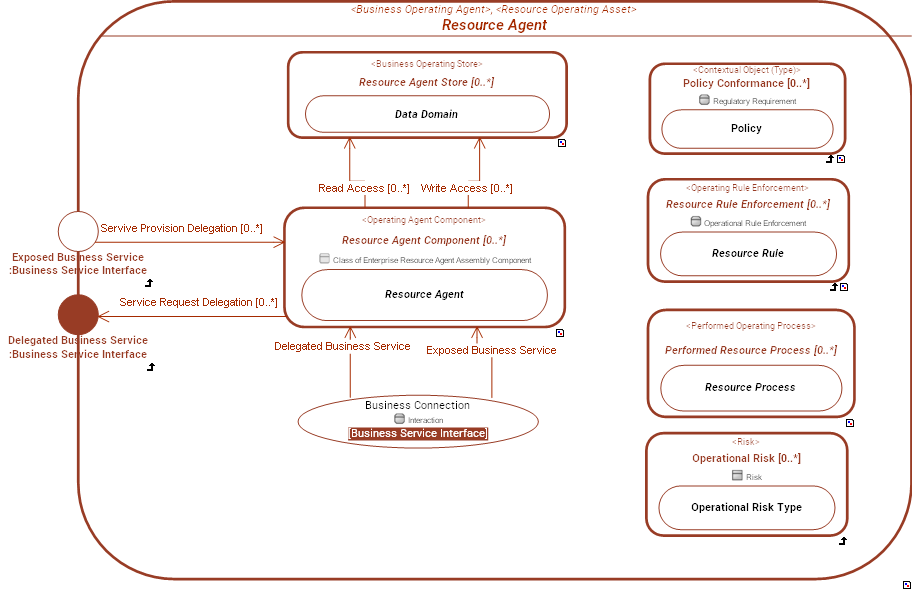 <Business Operating Agent>, <Resource Operating Asset>
Resource Agent
<Business Operating Store>
Resource Agent Store [0..*]
Data Domain
Read Access [0..*]
Write Access [0..*]
Servive Provision Delegation [0..*]
Exposed Business Service
:Business Service Interface
Service Request Delegation [0..*]
Delegated Business Service
:Business Service Interface
<Operating Agent Component>
Resource Agent Component [0..*]
Class of Enterprise Resource Agent Assembly Component
Resource Agent
Delegated Business Service
Exposed Business Service
Business Connection
Interaction
[Business Service Interface]
<Contextual Object (Type)>
Policy Conformance [0..*]
Regulatory Requirement
Policy
<Operating Rule Enforcement>
Resource Rule Enforcement [0..*]
Operational Rule Enforcement
Resource Rule
<Performed Operating Process>
Performed Resource Process [0..*]
Resource Process
<Risk>
Operational Risk [0..*]
Risk
Operational Risk Type